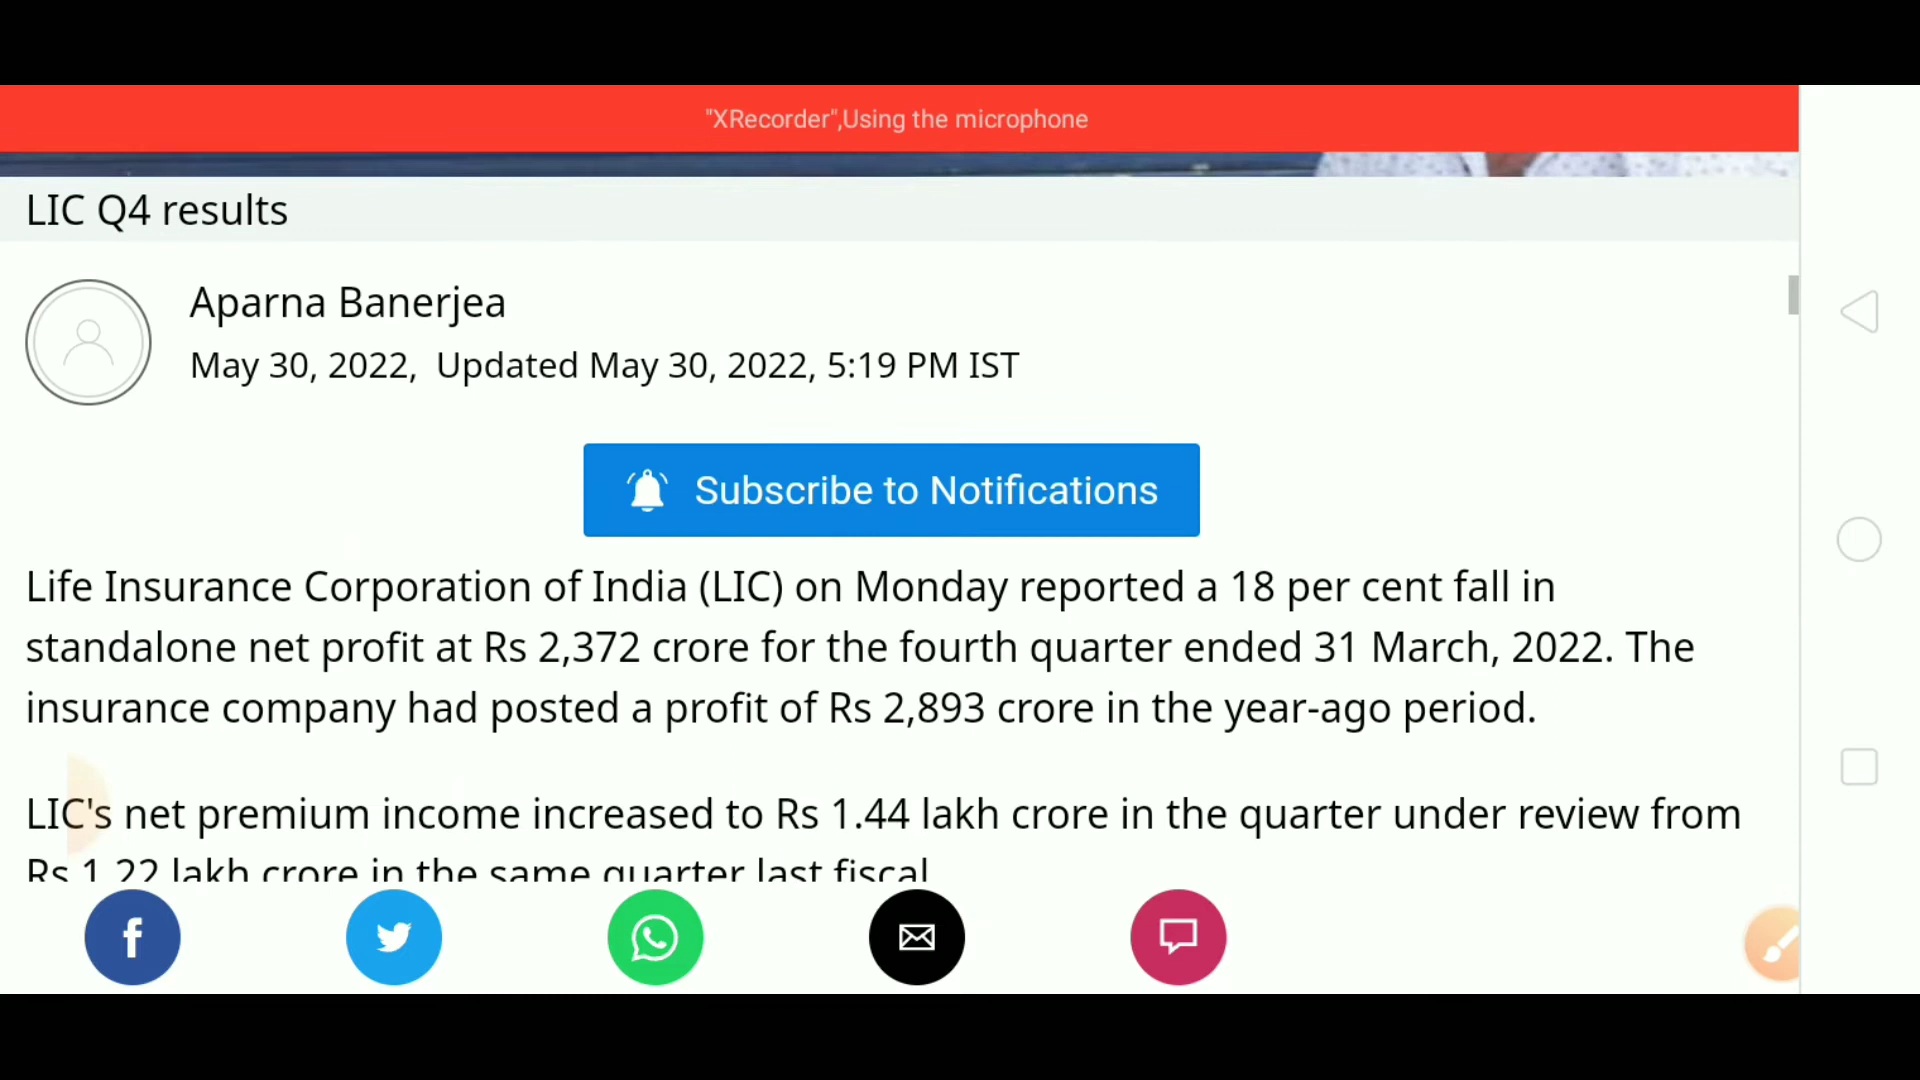 "XRecorder",Using the microphone
LIC Q4 results
Aparna Banerjea
May 30, 2022, Updated May 30, 2022, 5:19 PM IST
Subscribe to Notifications
Life Insurance Corporation of India (LIC) on Monday reported a 18 per cent fall in
standalone net profit at Rs 2,372 crore for the fourth quarter ended 31 March, 2022. The
insurance company had posted a profit of Rs 2,893 crore in the year-ago period.
LIC's net premium income increased to Rs 1.44 lakh crore in the quarter under review from
Rs 1.22 lakh crore in the same quarter last fiscal